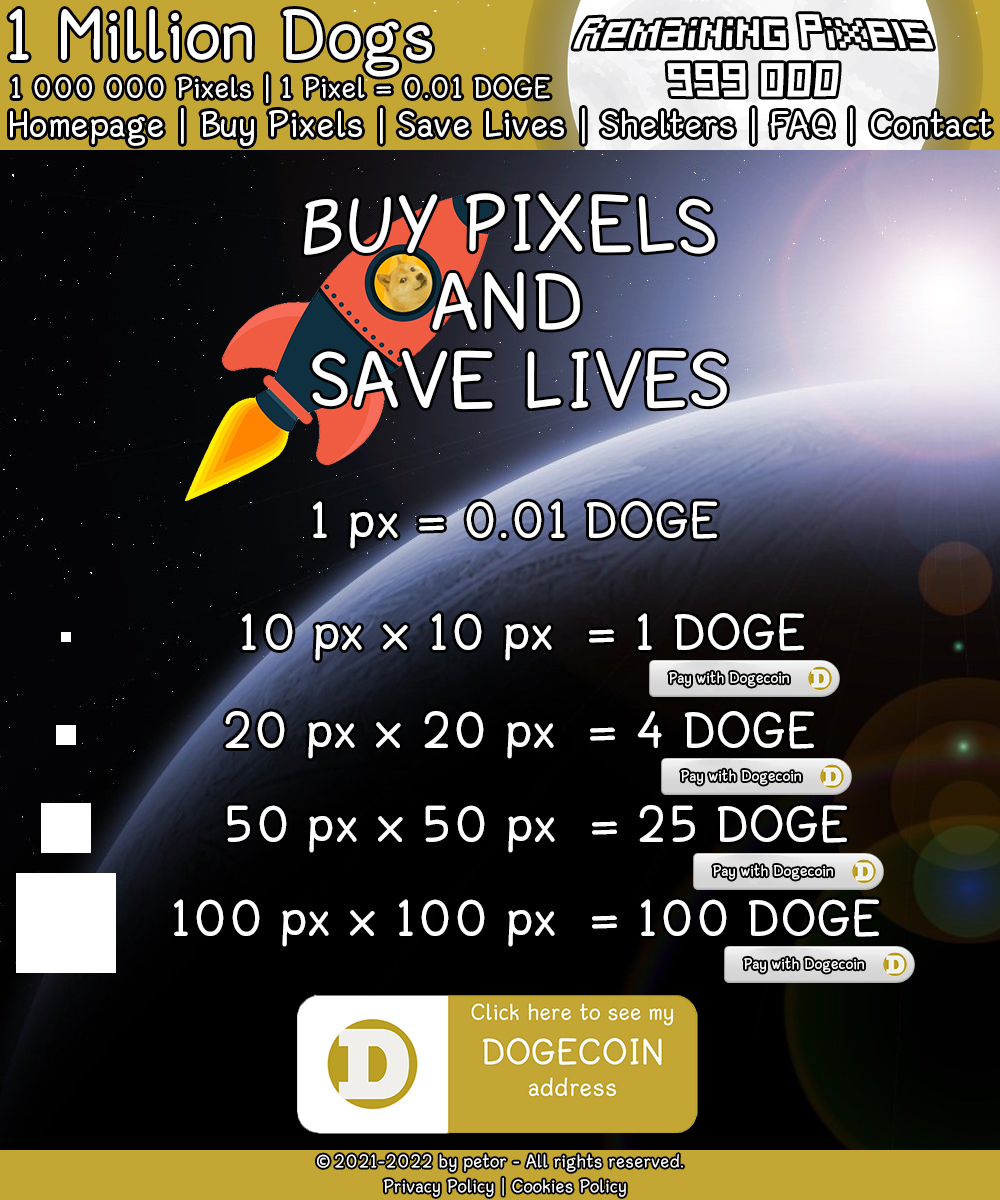 1 Million Dogs
1 000 000 Pixels | 1 Pixel = 0.01 DOGE
Remaining Pixels
999 000
Homepage | Buy Pixels | Save Lives | Shelters | FAQ | Contact
BUY PIXELS
AND
SAVE LIVES
1 px = 0.01 DOGE
10 px x 10 px = 1 DOGE
Pay with Dogecoin
20 px x 20 px = 4 DOGE
Pay with Dogecoin
50 px x 50 px = 25 DOGE
Pay with Dogecoin
100 px x 100 px = 100 DOGE
Pay with Dogecoin
Click here to see my
DOGECOIN
address
© 2021-2022 by petor - All rights reserved.
Privacy Policy | Cookies Policy